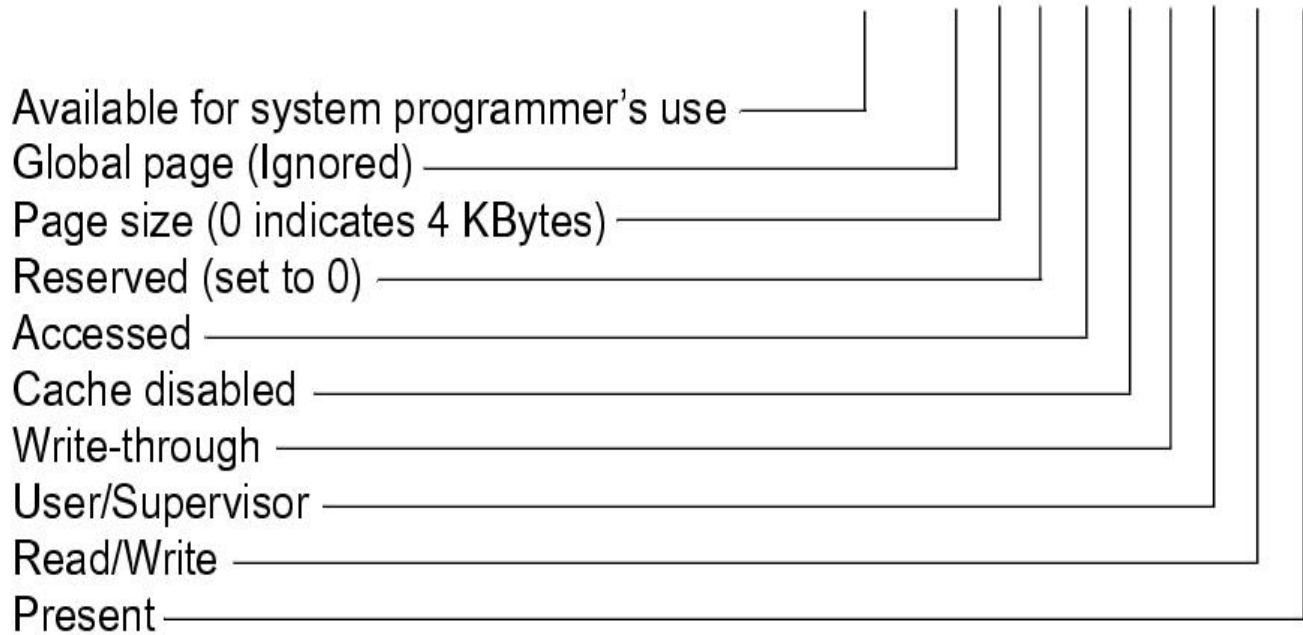 Available for system programmer’s use
Global page (Ignored)
Page size (0 indicates 4 KBytes)
Reserved (set to 0)
Accessed
Cache disabled
Write-through
User/Supervisor
Read/Write
Present